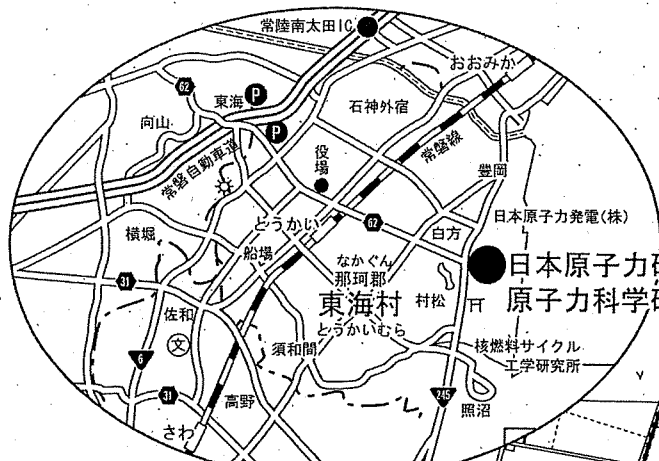 常陸南太田IC
おおみか
62
東海
P
石神外宿
向山
P
常磐自動車道
役場
常磐線
豊岡
日本原子力発電(株)
とうかい
62
白方
横堀
船場
なかぐん
那珂郡
日本原子力研
原子力科学研
31
東海村
村松
とうかいむら
佐和
須和間
核燃料サイクル
工学研究所
文
6
31
高野
245
照沼
さわ